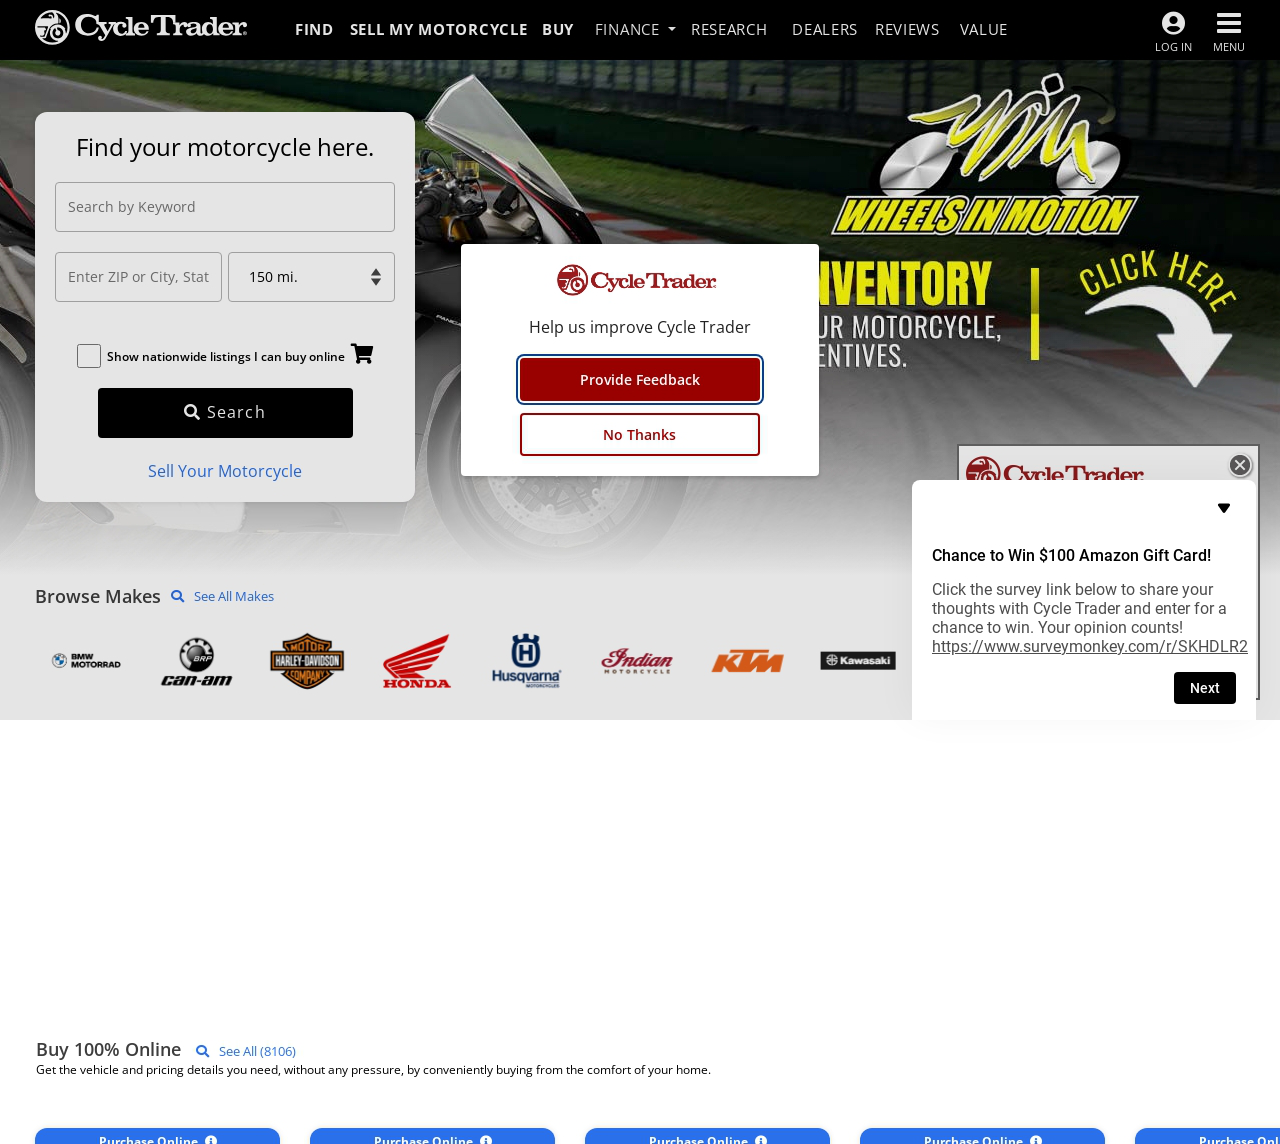 Cycle Trader
FIND SELL MY MOTORCYCLE BUY FINANCE RESEARCH DEALERS REVIEWS VALUE
LOG IN MENU
Find your motorcycle here.
Search by Keyword
Enter ZIP or City, Stat 150 mi.
Show nationwide listings I can buy online
Search
Sell Your Motorcycle
WHEELS IN MOTION
NVENTORY
UR MOTORCYCLE,
ENTIVES.
CLICK HERE
Cycle Trader
Help us improve Cycle Trader
Provide Feedback
No Thanks
Cycle Trader
Chance to Win $100 Amazon Gift Card!
Click the survey link below to share your
thoughts with Cycle Trader and enter for a
chance to win. Your opinion counts!
https://www.surveymonkey.com/r/SKHDLR2
Next
Browse Makes See All Makes
BMW
MOTORRAD
BRP
can-am
MOTOR
HARLEY-DAVIDSON
COMPANY
HONDA
Husqvarna
MOTORCYCLES
Indian
MOTORCYCLE
KTM
Kawasaki
Buy 100% Online See All (8106)
Get the vehicle and pricing details you need, without any pressure, by conveniently buying from the comfort of your home.
Purchase Online Purchase Online Purchase Online Purchase Online Purchase Onl